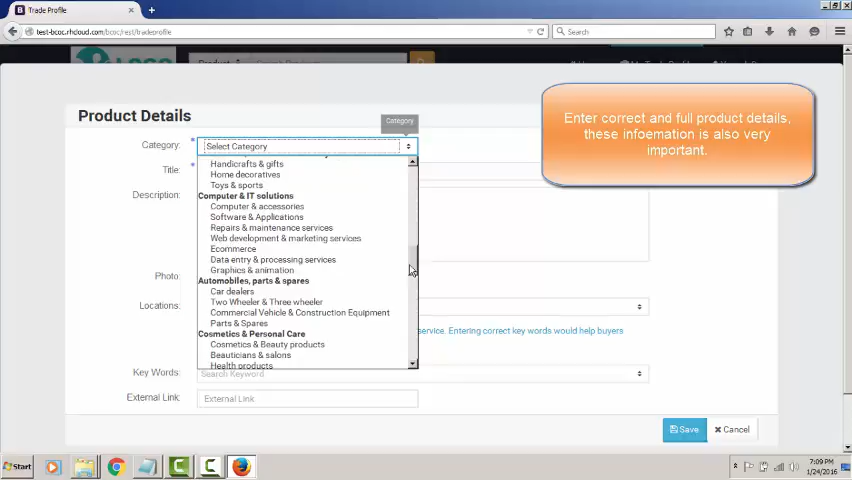 Trade Profile
test-bcoc.rhcloud.com/bcoc/rest/tradeprofile
Search
Product
Product Details
Category
Enter correct and full product details,
these infoemation is also very
important.
Category:
Select Category
Title:
Description:
Photo:
Locations:
Handicrafts & gifts
Home decoratives
Toys & sports
Computer & IT solutions
Computer & accessories
Software & Applications
Repairs & maintenance services
Web development & marketing services
Ecommerce
Data entry & processing services
Graphics & animation
Automobiles, parts & spares
Car dealers
Two Wheeler & Three wheeler
Commercial Vehicle & Construction Equipment
Parts & Spares
Cosmetics & Personal Care
Cosmetics & Beauty products
Beauticians & salons
Health products
service. Entering correct key words would help buyers
Key Words:
Search Keyword
External Link:
External Link
Save
Cancel
Start
7:09 PM
1/24/2016